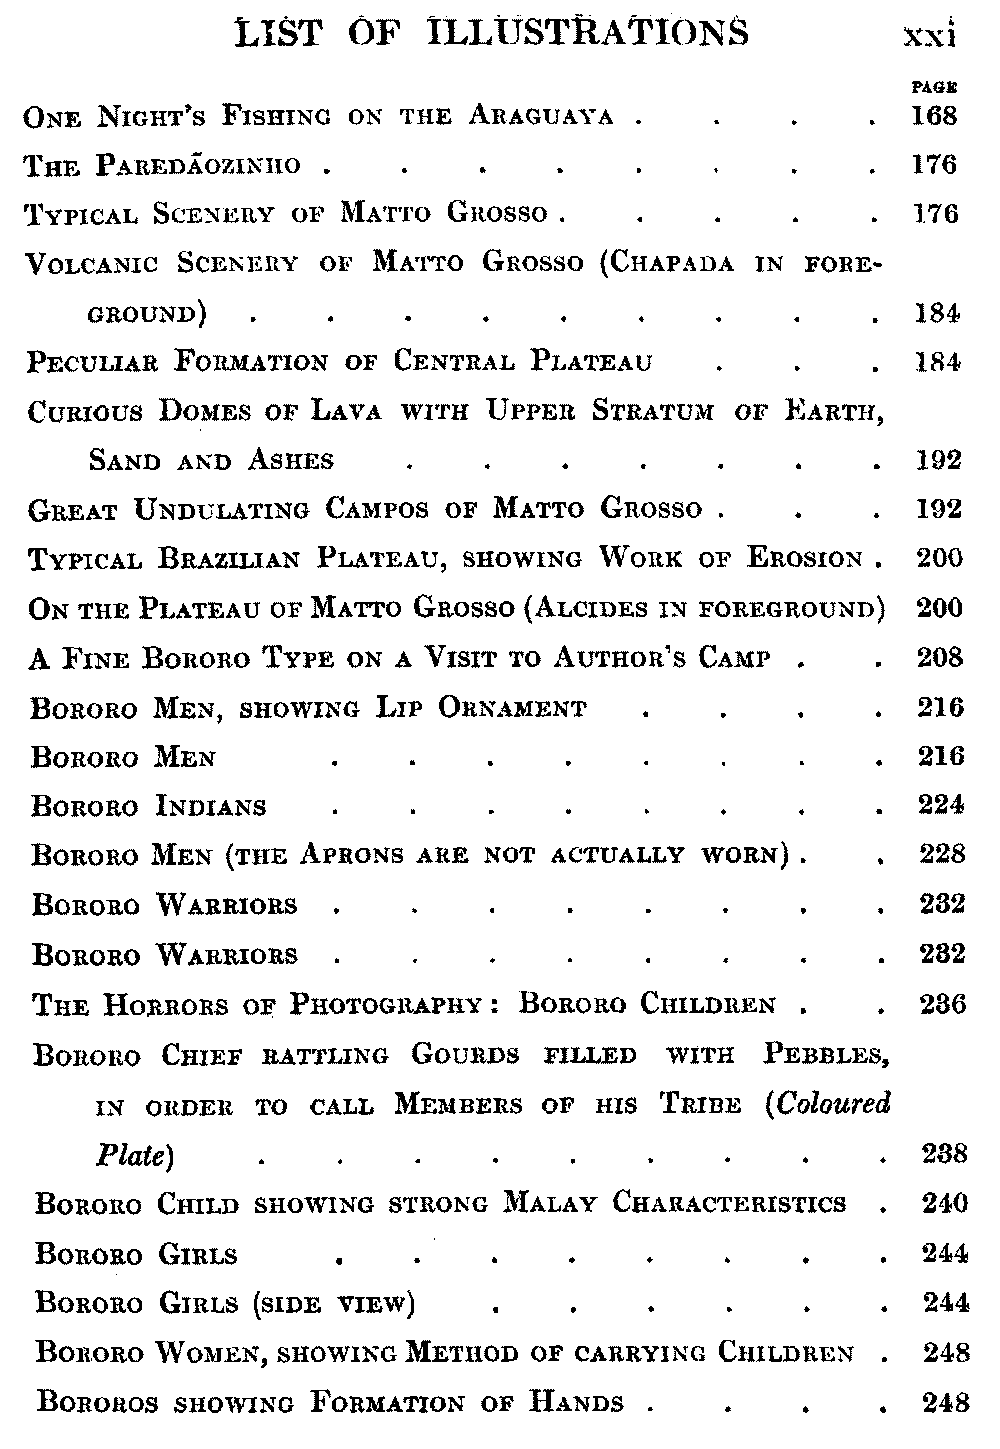 LIST OF ILLUSTRATIONS xxi
PAGE
One Night's Fishing on the Araguaya . . . . 168
The Paredãozinho . . . . . . . . 176
Typical Scenery of Matto Grosso . . . . . 176
Volcanic Scenery of Matto Grosso (Chapada in fore-
ground) . . . . . . . . . 184
Peculiar Formation of Central Plateau . . . 184
Curious Domes of Lava with Upper Stratum of Earth,
Sand and Ashes . . . . . . . 192
Great Undulating Campos of Matto Grosso . . . 192
Typical Brazilian Plateau, showing Work of Erosion . 200
On the Plateau of Matto Grosso (Alcides in foreground) 200
A Fine Bororo Type on a Visit to Author's Camp . . 208
Bororo Men, showing Lip Ornament . . . . 216
Bororo Men . . . . . . . . 216
Bororo Indians . . . . . . . . 224
Bororo Men (the Aprons are not actually worn) . . 228
Bororo Warriors . . . . . . . . 232
Bororo Warriors . . . . . . . . 232
The Horrors of Photography: Bororo Children . . 236
Bororo Chief rattling Gourds filled with Pebbles,
in order to call Members of his Tribe (Coloured
Plate) . . . . . . . . . 238
Bororo Child showing strong Malay Characteristics . 240
Bororo Girls . . . . . . . . 244
Bororo Girls (side view) . . . . . . 244
Bororo Women, showing Method of carrying Children . 248
Bororos showing Formation of Hands . . . . 248